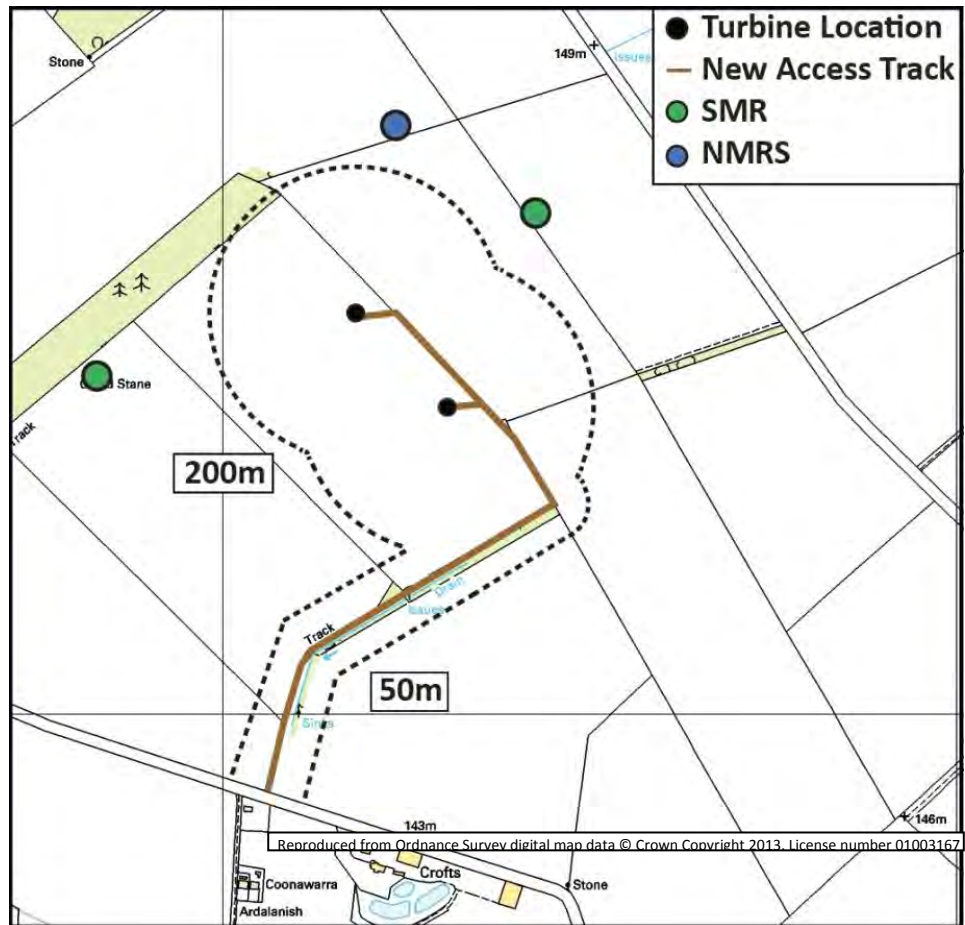 Turbine Location
New Access Track
SMR
NMRS
149m
Issues
Stone
Stane
Track
200m
Drain
Issues
Track
50m
Sinks
143m
146m
Reproduced from Ordnance Survey digital map data © Crown Copyright 2013. License number 01003167
Crofts
Coonawarra
Stone
Ardalanish